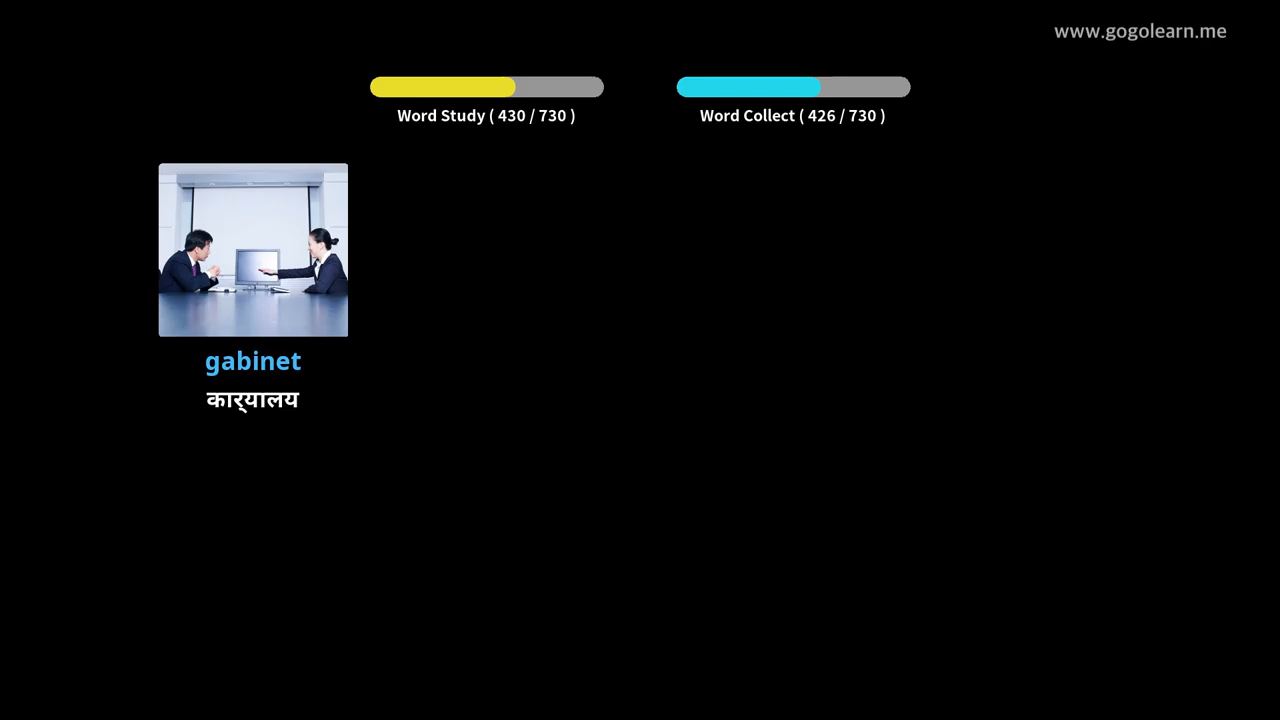 www.gogolearn.me
Word Study ( 430 / 730 )
Word Collect ( 426 / 730 )
gabinet
कार्यालय